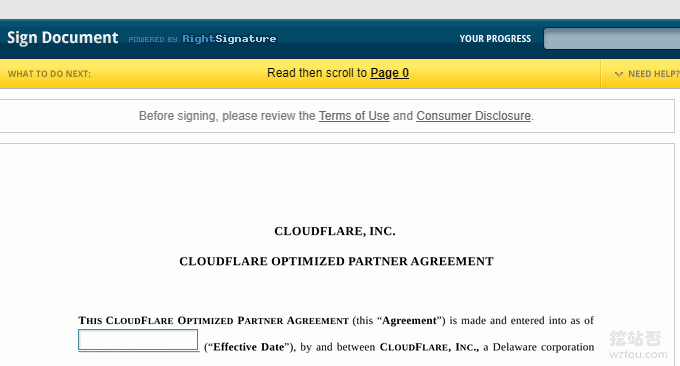 Sign Document POWERED BY RightSignature YOUR PROGRESS
WHAT TO DO NEXT: Read then scroll to Page 0 NEED HELP?
Before signing, please review the Terms of Use and Consumer Disclosure.
CLOUDFLARE, INC.
CLOUDFLARE OPTIMIZED PARTNER AGREEMENT
THIS CLOUDFLARE OPTIMIZED PARTNER AGREEMENT (this “Agreement”) is made and entered into as of
(“Effective Date”), by and between CLOUDFLARE, INC., a Delaware corporation
挖站否
wzfou.com